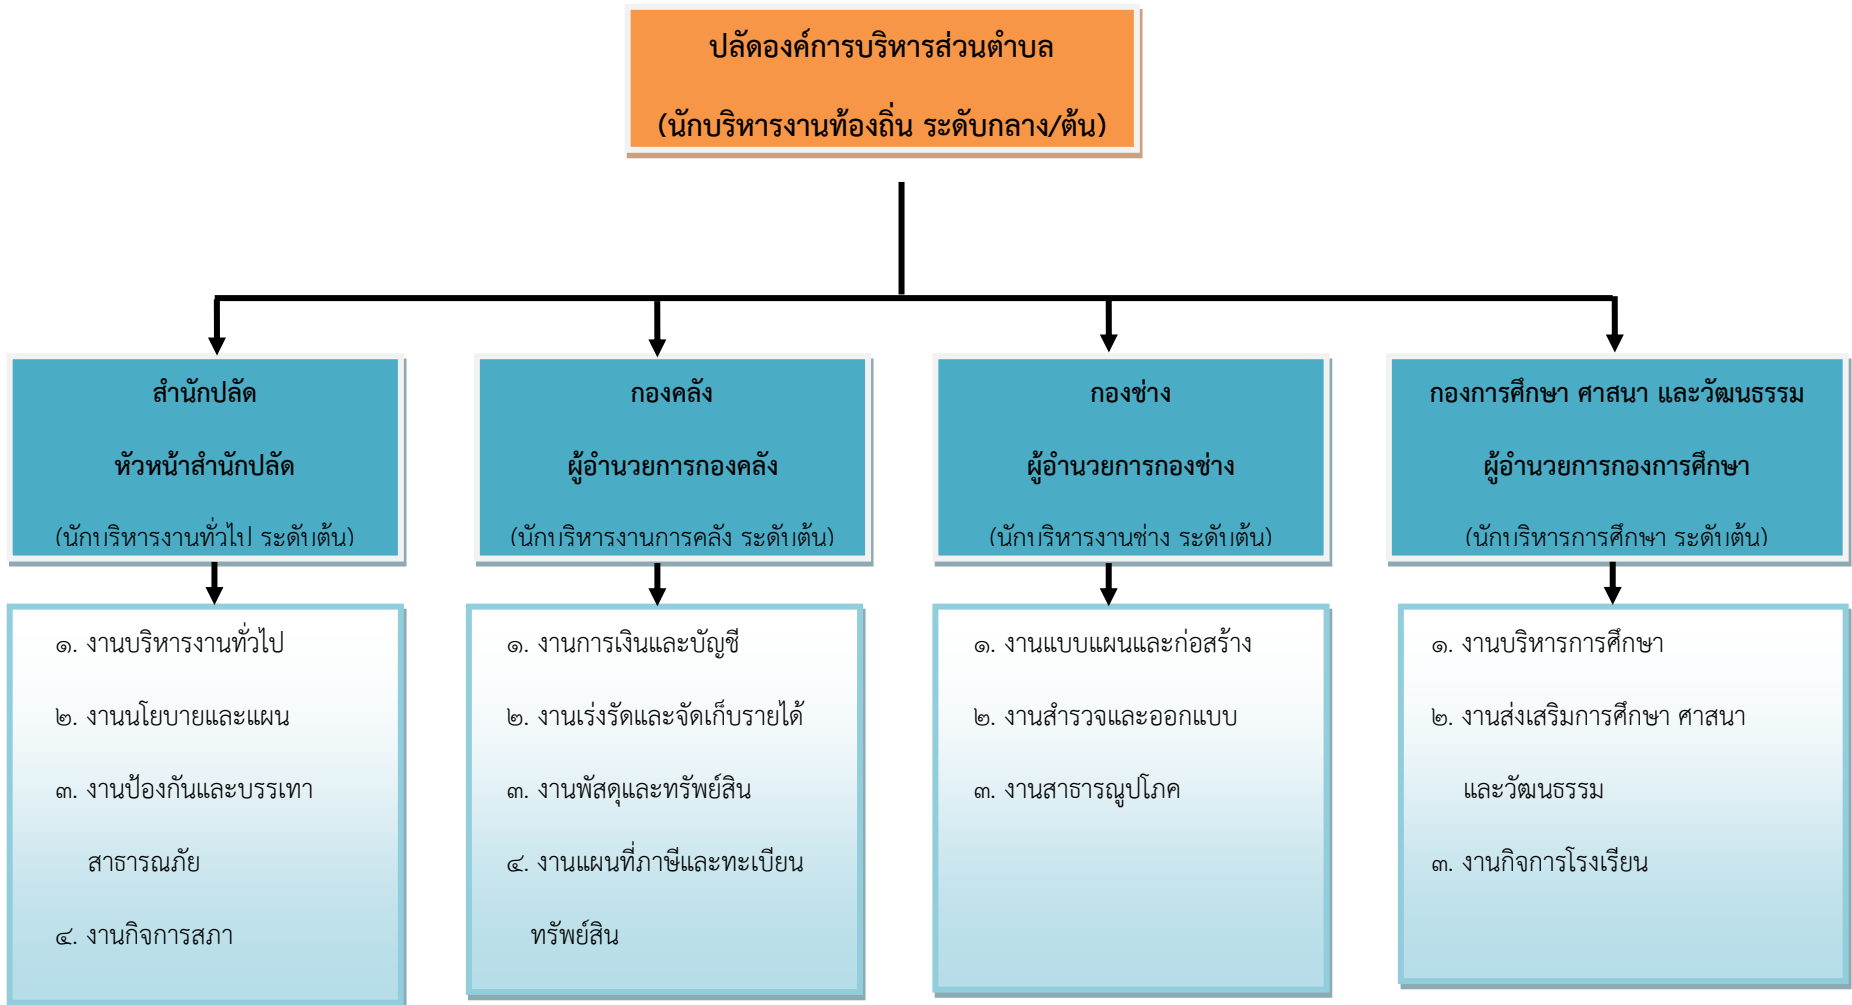 ปลัดองค์การบริหารส่วนตำบล
(นักบริหารงานท้องถิ่น ระดับกลาง/ต้น)
สำนักปลัด
หัวหน้าสำนักปลัด
(นักบริหารงานทั่วไป ระดับต้น)
กองคลัง
ผู้อำนวยการกองคลัง
(นักบริหารงานการคลัง ระดับต้น)
กองช่าง
ผู้อำนวยการกองช่าง
(นักบริหารงานช่าง ระดับต้น)
กองการศึกษา ศาสนา และวัฒนธรรม
ผู้อำนวยการกองการศึกษา
(นักบริหารการศึกษา ระดับต้น)
๑. งานบริหารงานทั่วไป
๒. งานนโยบายและแผน
๓. งานป้องกันและบรรเทา
สาธารณภัย
๔. งานกิจการสภา
๑. งานการเงินและบัญชี
๒. งานเร่งรัดและจัดเก็บรายได้
๓. งานพัสดุและทรัพย์สิน
๔. งานแผนที่ภาษีและทะเบียน
ทรัพย์สิน
๑. งานแบบแผนและก่อสร้าง
๒. งานสำรวจและออกแบบ
๓. งานสาธารณูปโภค
๑. งานบริหารการศึกษา
๒. งานส่งเสริมการศึกษา ศาสนา
และวัฒนธรรม
๓. งานกิจการโรงเรียน